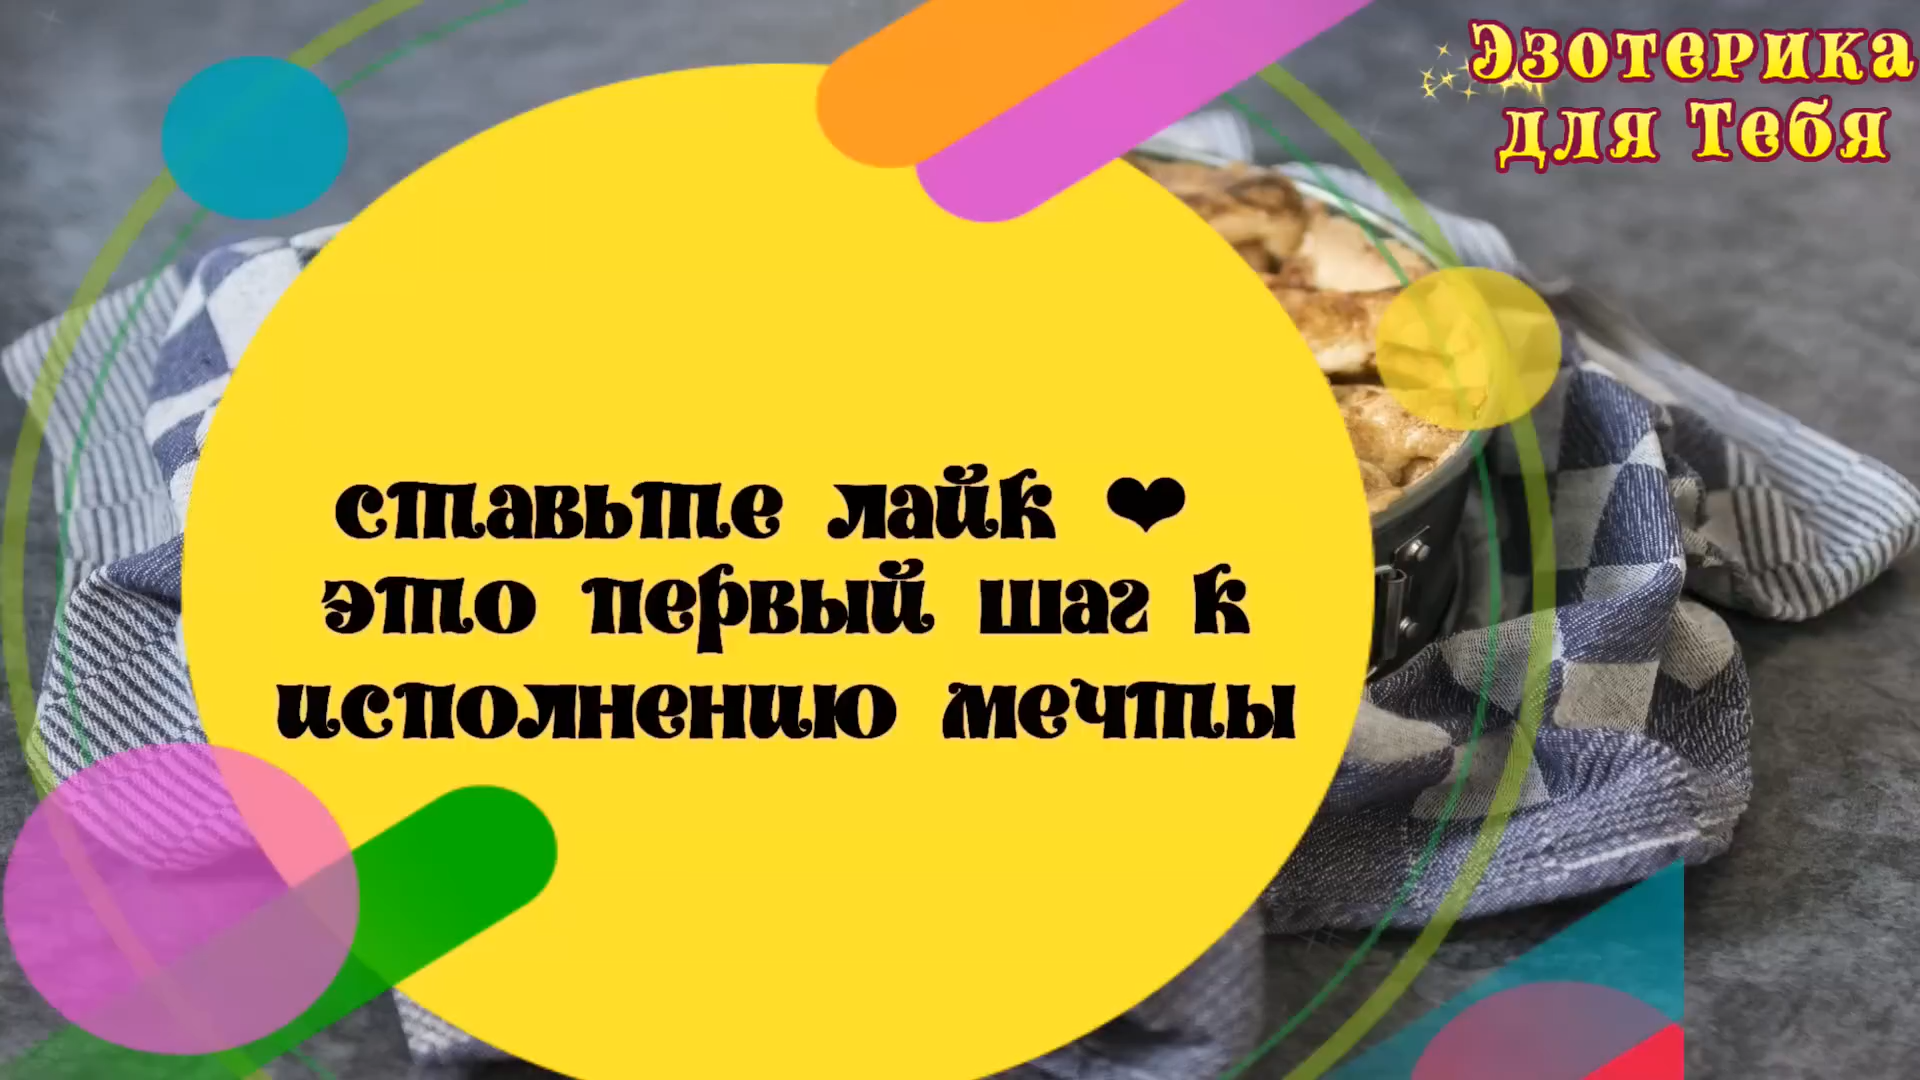 Эзотерика
для Тебя
ставьте лайк ❤
это первый шаг к
исполнению мечты